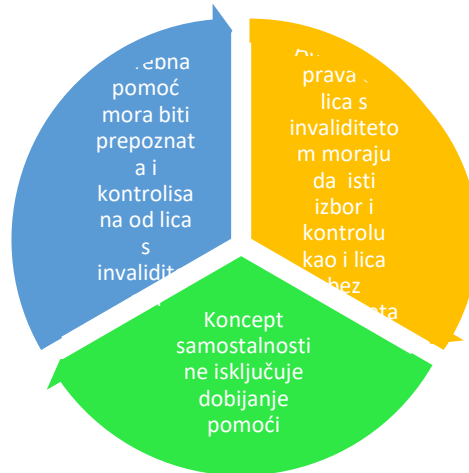 pomoć
mora biti
prepoznat
a i
kontrolisa
na od lica
s
prava
lica s
invaliditeto
m moraju
da isti
izbor i
kontrolu
kao i lica
bez
Koncept
samostalnosti
ne isključuje
dobijanje
pomoći